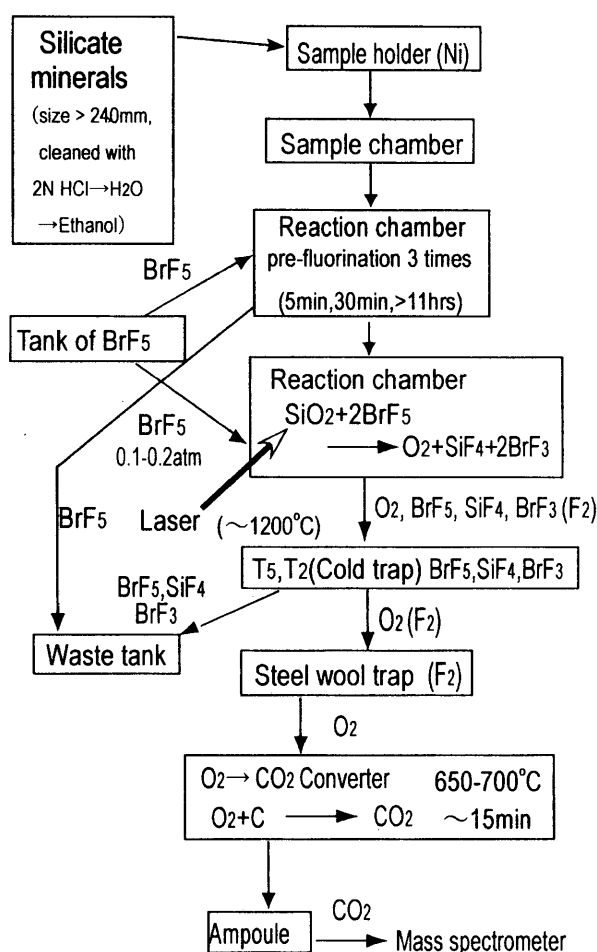 Silicate
minerals
(size > 240mm,
cleaned with
2N HCl→H2O
→Ethanol)
Sample holder (Ni)
Sample chamber
Reaction chamber
pre-fluorination 3 times
(5min,30min,>11hrs)
BrF5
Tank of BrF5
Reaction chamber
SiO2+2BrF5
→O2+SiF4+2BrF3
BrF5
0.1-0.2atm
Laser (~1200°C)
BrF5
O2, BrF5, SiF4, BrF3(F2)
T5,T2(Cold trap) BrF5,SiF4,BrF3
BrF5,SiF4
BrF3
Waste tank
O2(F2)
Steel wool trap (F2)
O2
O2→CO2 Converter 650-700°C
O2+C → CO2 ~15min
Ampoule
CO2
Mass spectrometer